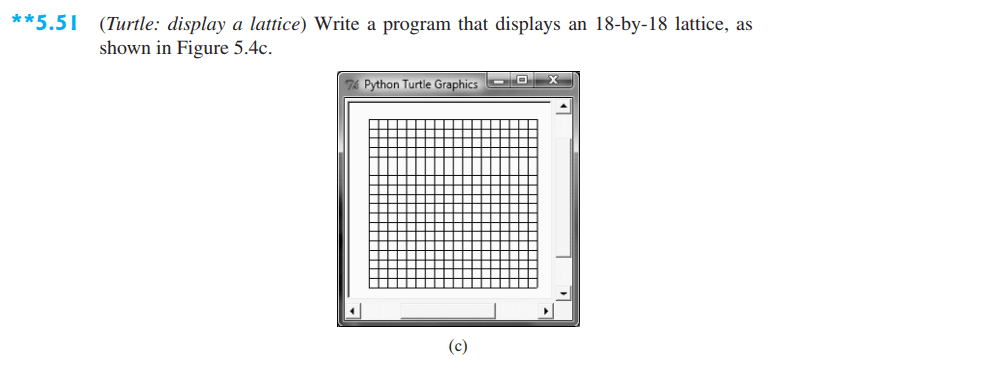 **5.51 (Turtle: display a lattice) Write a program that displays an 18-by-18 lattice, as
shown in Figure 5.4c.
Python Turtle Graphics
(c)